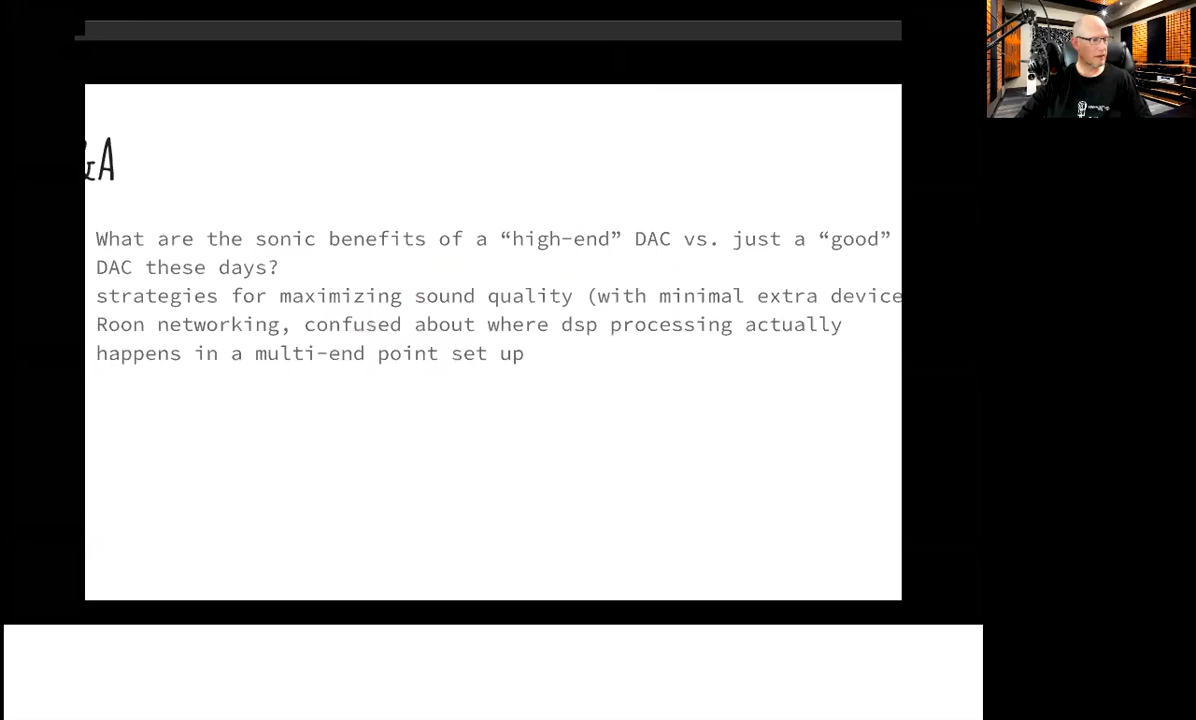 &A
What are the sonic benefits of a “high-end” DAC vs. just a “good”
DAC these days?
strategies for maximizing sound quality (with minimal extra device
Roon networking, confused about where dsp processing actually
happens in a multi-end point set up